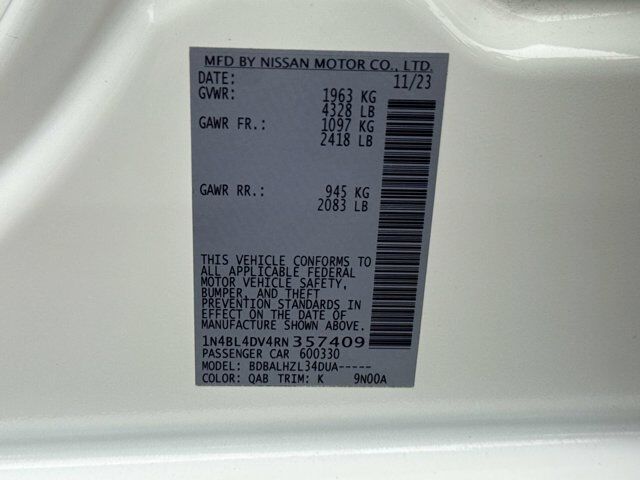 MFD BY NISSAN MOTOR CO., LTD.
DATE: 11/23
GVWR: 1963 KG
4328 LB
GAWR FR.: 1097 KG
2418 LB
GAWR RR.: 945 KG
2083 LB
THIS VEHICLE CONFORMS TO
ALL APPLICABLE FEDERAL
MOTOR VEHICLE SAFETY,
BUMPER, AND THEFT
PREVENTION STANDARDS IN
EFFECT ON THE DATE OF
MANUFACTURE SHOWN ABOVE.
1N4BL4DV4RN357409
PASSENGER CAR 600330
MODEL: BDBALHZL34DUA-----
COLOR: QAB TRIM: K 9N00A